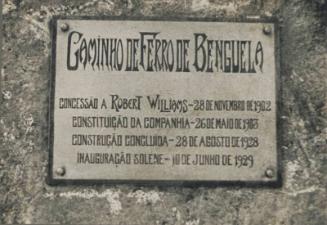 CAMINHO DE FERRO DE BENGUELA
CONCESSÃO A ROBERT WILLIAMS-28 DE NOVEMBRO DE 1902
CONSTITUIÇÃO DA COMPANHIA-26 DE MAIO DE 1903
CONSTRUÇÃO CONCLUIDA-28 DE AGOSTO DE 1928
INAUGURAÇÃO SOLENE-10 DE JUNHO DE 1929